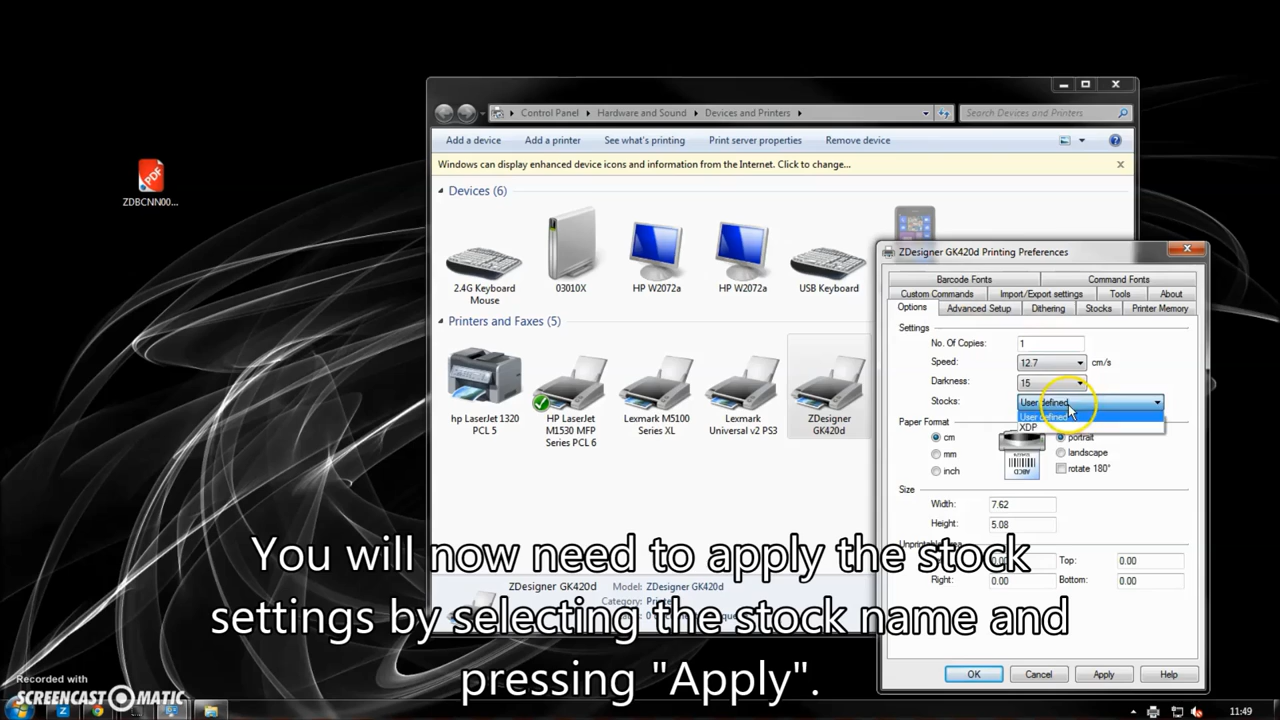 Control Panel
Hardware and Sound
Devices and Printers
Search Devices and Printers
Add a device
Add a printer
See what's printing
Print server properties
Remove device
Windows can display enhanced device icons and information from the Internet. Click to change...
PDF
ZDBCNN00...
Devices (6)
2.4G Keyboard
Mouse
03010X
HP W2072a
HP W2072a
USB Keyboard
Printers and Faxes (5)
hp LaserJet 1320
PCL 5
HP LaserJet
M1530 MFP
Series PCL 6
Lexmark M5100
Series XL
Lexmark
Universal v2 PS3
ZDesigner
GK420d
ZDesigner GK420d Printing Preferences
Barcode Fonts
Command Fonts
Custom Commands
Import/Export settings
Tools
About
Options
Advanced Setup
Dithering
Stocks
Printer Memory
Settings
No. Of Copies:
1
Speed:
12.7
cm/s
Darkness:
15
Stocks:
User defined
User defined
XDP
Paper Format
cm
mm
inch
portrait
landscape
rotate 180°
Size
Width:
7.62
Height:
5.08
Unprintable Area
Top:
0.00
Right:
0.00
Bottom:
0.00
OK
Cancel
Apply
Help
ZDesigner GK420d
Model:
ZDesigner GK420d
Category:
You will now need to apply the stock
settings by selecting the stock name and
pressing "Apply".
Recorded with
SCREENCAST O MATIC
11:49